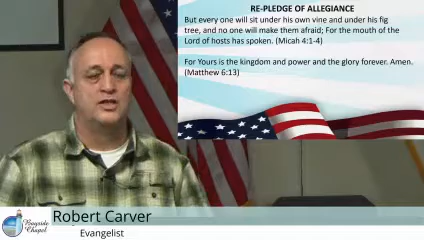 RE-PLEDGE OF ALLEGIANCE
But every one will sit under his own vine and under his fig
tree, and no one will make them afraid; For the mouth of the
Lord of hosts has spoken. (Micah 4:1-4)
For Yours is the kingdom and power and the glory forever. Amen.
(Matthew 6:13)
Bayside
Chapel
Robert Carver
Evangelist